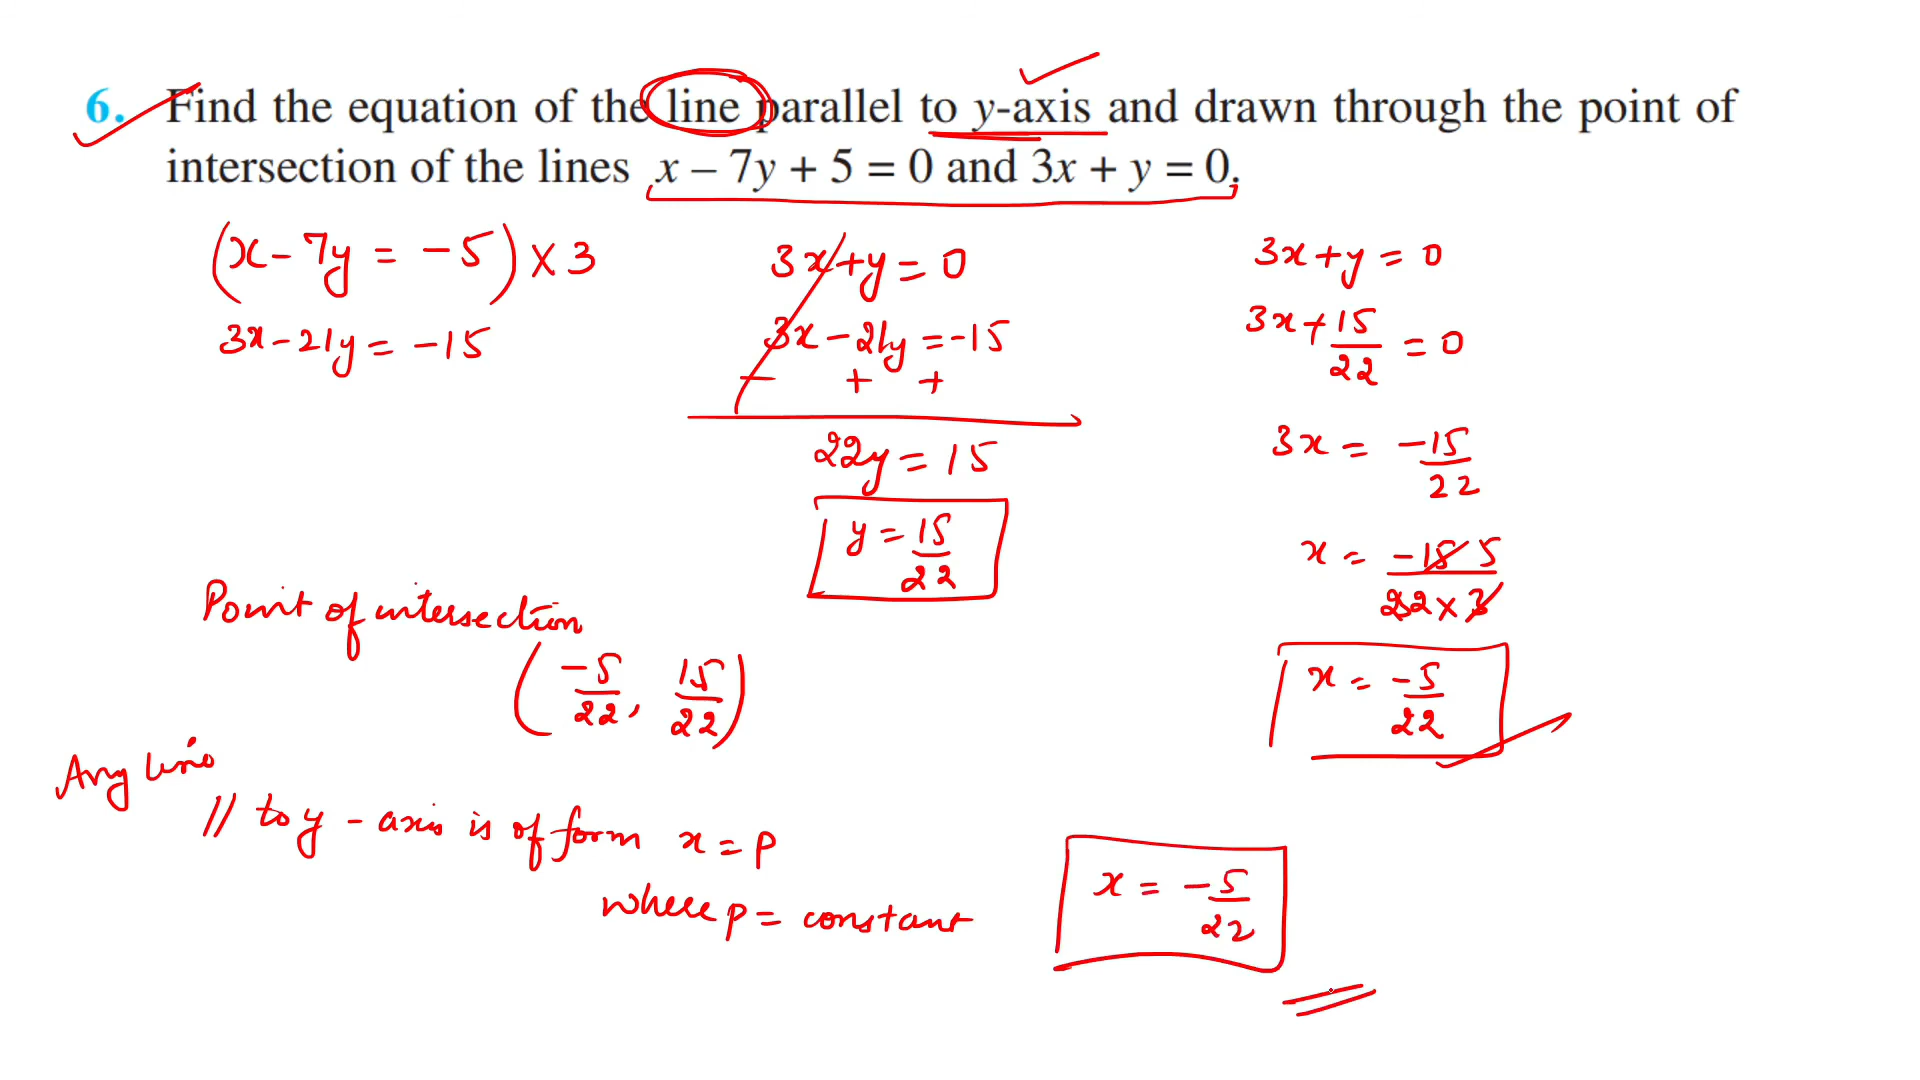 6. Find the equation of the line parallel to y-axis and drawn through the point of
intersection of the lines x – 7y + 5 = 0 and 3x + y = 0.
(x - 7y = -5) × 3
3x - 21y = -15
3x + y = 0
3x - 21y = -15
- + +
22y = 15
y = 15/22
3x + y = 0
3x + 15/22 = 0
3x = -15/22
x = -15 5/22 × 3
x = -5/22
Point of intersection
(-5/22, 15/22)
Any line
// to y - axis is of form x = p
where p = constant
x = -5/22